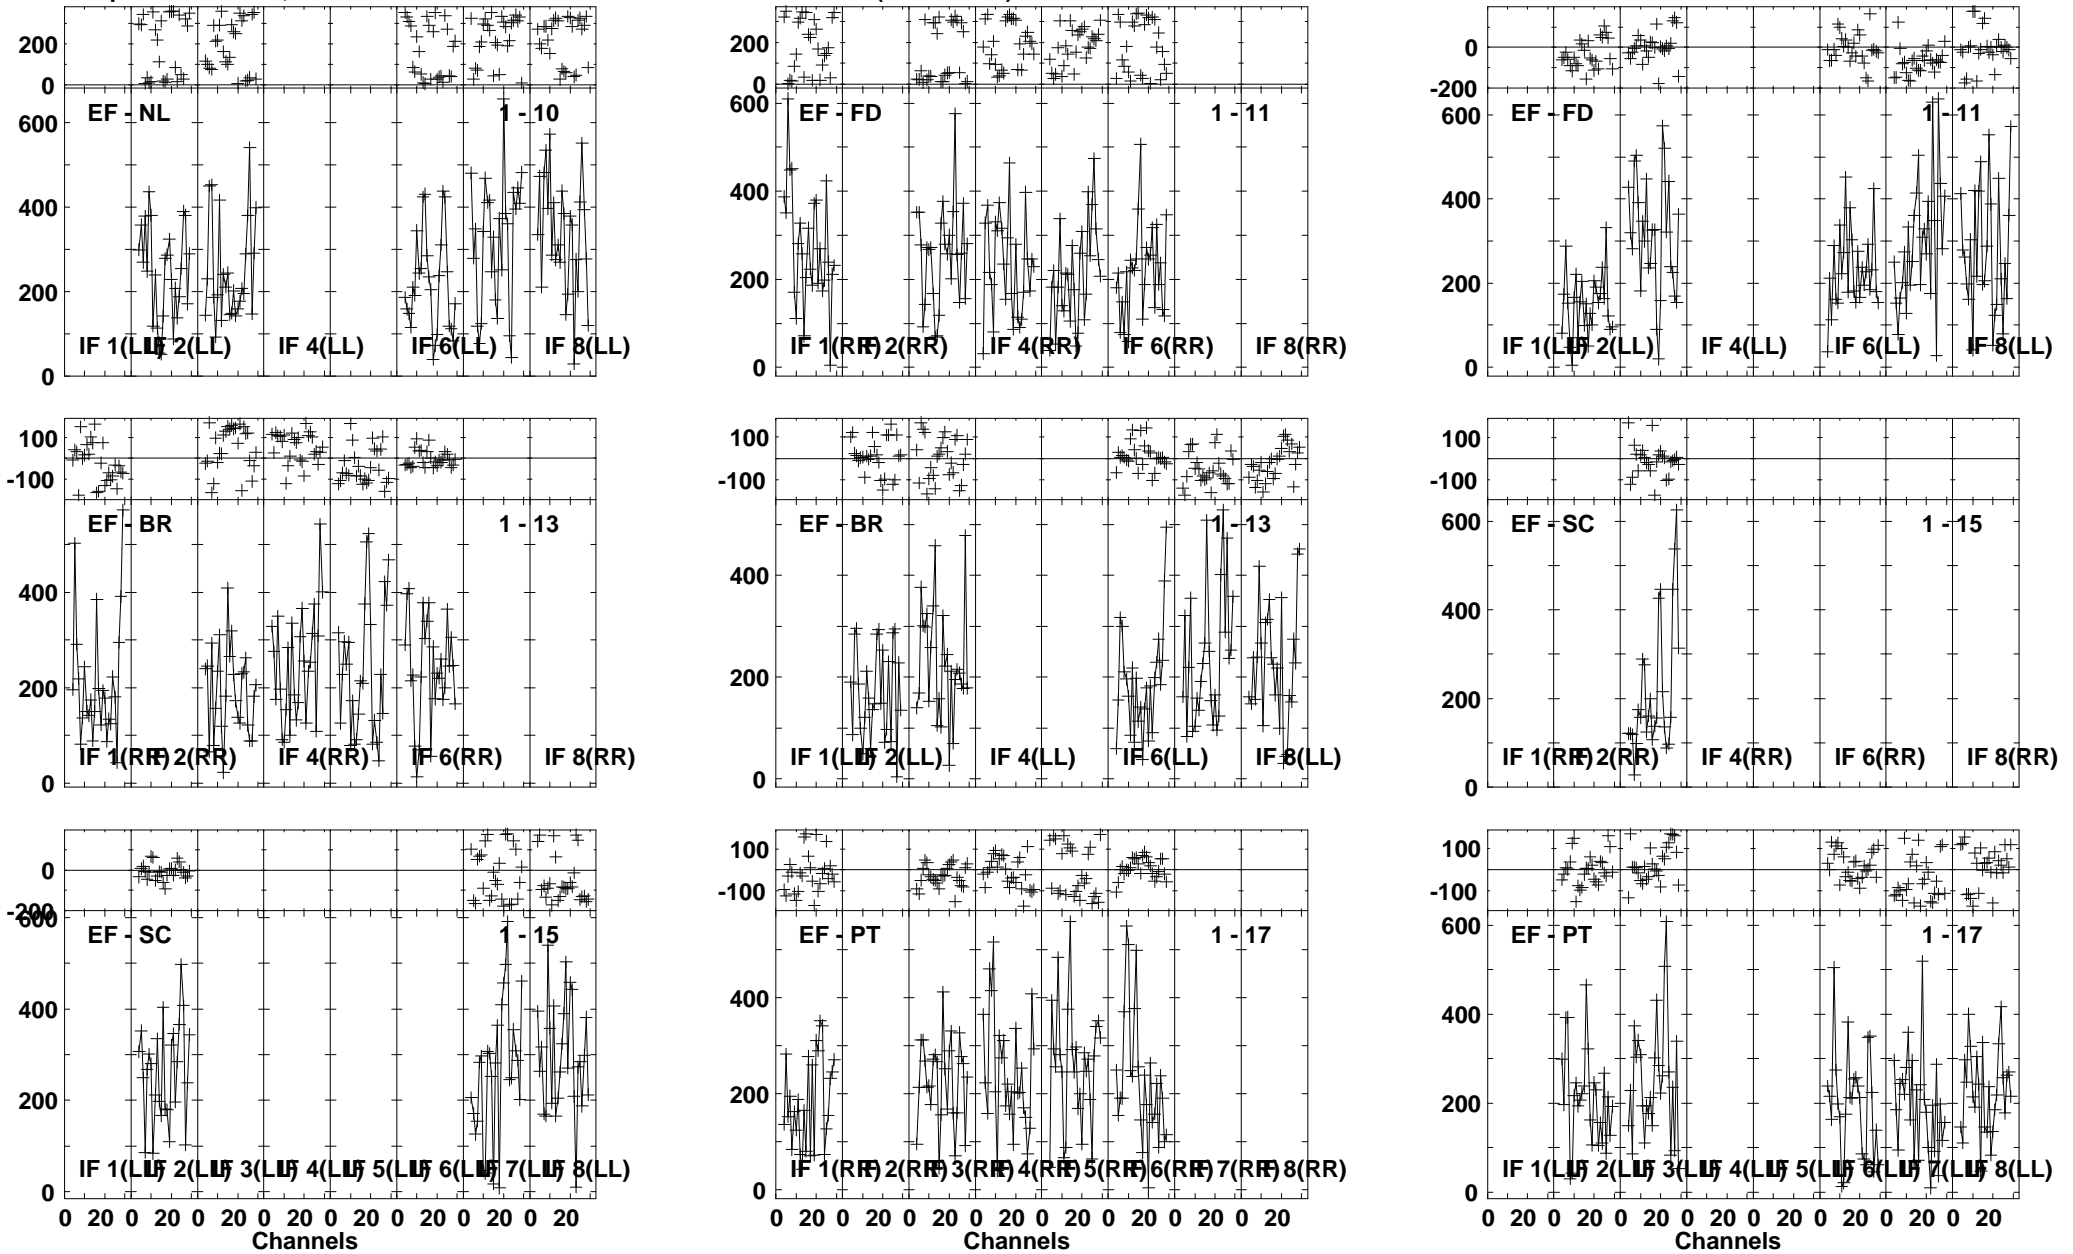 200
0
200
0
0
-200
EF - NL 1 - 10
600
400
200
0
IF 1(LL) IF 2(LL) IF 4(LL) IF 6(LL) IF 8(LL)
EF - FD 1 - 11
600
400
200
0
IF 1(RR) IF 2(RR) IF 4(RR) IF 6(RR) IF 8(RR)
EF - FD 1 - 11
600
400
200
0
IF 1(LL) IF 2(LL) IF 4(LL) IF 6(LL) IF 8(LL)
100
-100
EF - BR 1 - 13
400
200
0
IF 1(RR) IF 2(RR) IF 4(RR) IF 6(RR) IF 8(RR)
100
-100
EF - BR 1 - 13
400
200
0
IF 1(LL) IF 2(LL) IF 4(LL) IF 6(LL) IF 8(LL)
100
-100
EF - SC 1 - 15
600
400
200
0
IF 1(RR) IF 2(RR) IF 4(RR) IF 6(RR) IF 8(RR)
0
-200
EF - SC 1 - 15
600
400
200
0
IF 1(LL) IF 2(LL) IF 3(LL) IF 4(LL) IF 5(LL) IF 6(LL) IF 7(LL) IF 8(LL)
0 20 0 20 0 20 0 20 0 20 0 20 0 20 0 20
Channels
100
-100
EF - PT 1 - 17
400
200
0
IF 1(RR) IF 2(RR) IF 3(RR) IF 4(RR) IF 5(RR) IF 6(RR) IF 7(RR) IF 8(RR)
0 20 0 20 0 20 0 20 0 20 0 20 0 20 0 20
Channels
100
-100
EF - PT 1 - 17
600
400
200
0
IF 1(LL) IF 2(LL) IF 3(LL) IF 4(LL) IF 5(LL) IF 6(LL) IF 7(LL) IF 8(LL)
0 20 0 20 0 20 0 20 0 20 0 20 0 20 0 20
Channels